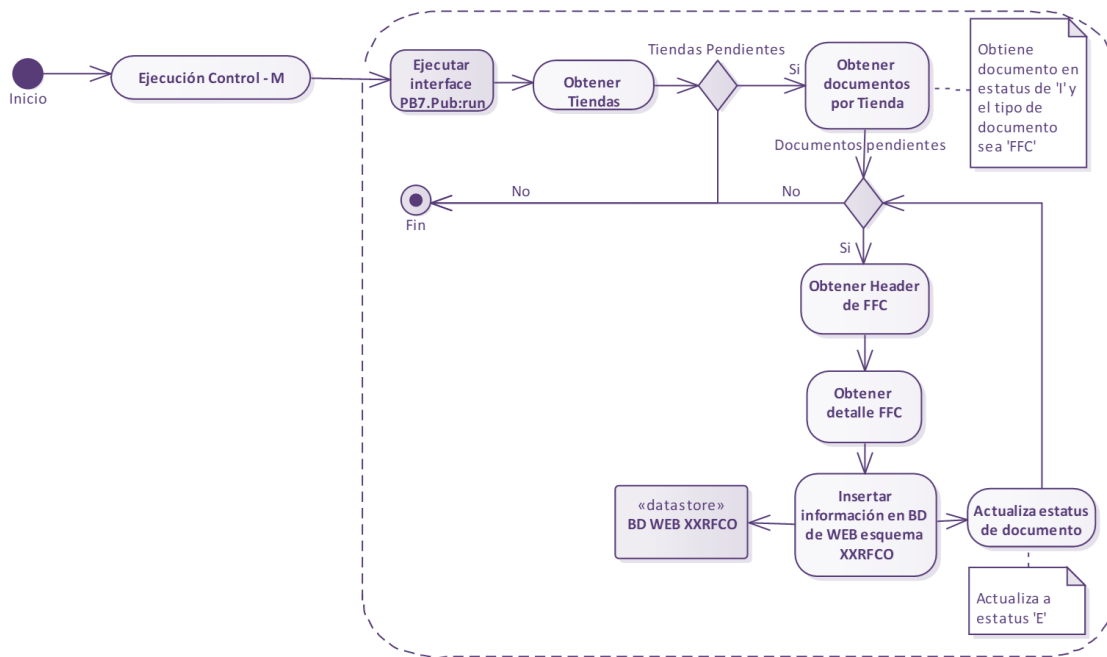 Inicio
Ejecución Control - M
Ejecutar
interface
PB7.Pub:run
Obtener
Tiendas
Tiendas Pendientes
Si
Obtener
documentos
por Tienda
Obtiene
documento en
estatus de 'I' y
el tipo de
documento
sea 'FFC'
Documentos pendientes
No
No
Fin
Si
Obtener Header
de FFC
Obtener
detalle FFC
«datastore»
BD WEB XXRFCO
Insertar
información en BD
de WEB esquema
XXRFCO
Actualiza estatus
de documento
Actualiza a
estatus 'E'